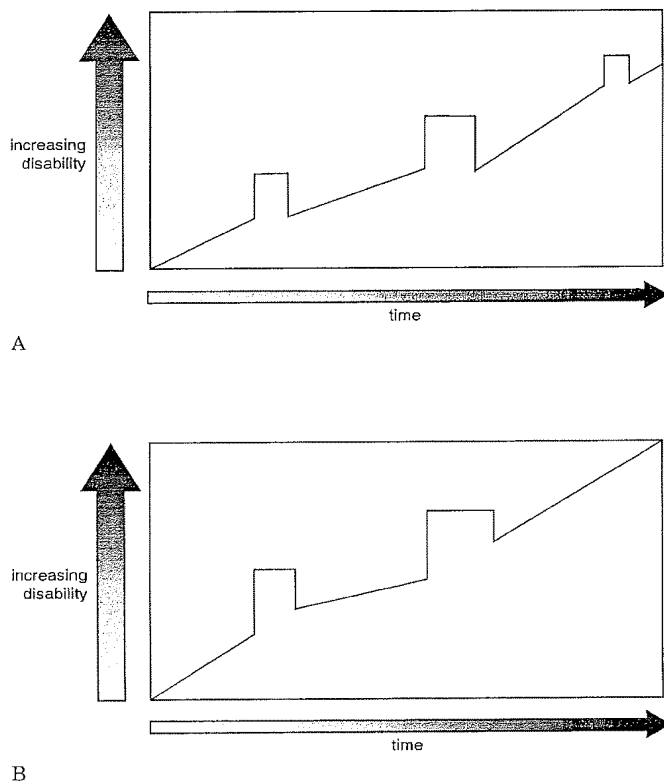 increasing
disability
time
A
increasing
disability
time
B